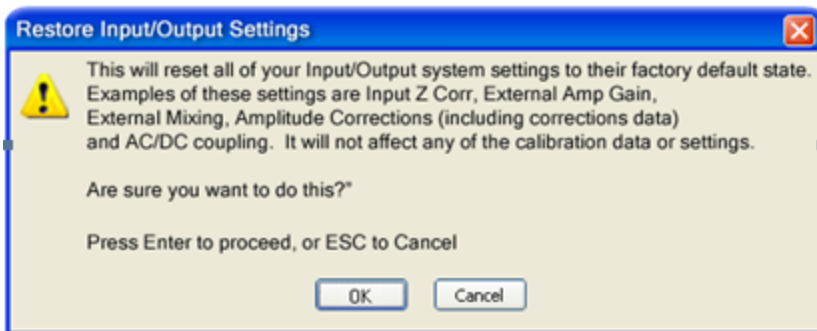 Restore Input/Output Settings
This will reset all of your Input/Output system settings to their factory default state.
Examples of these settings are Input Z Corr, External Amp Gain,
External Mixing, Amplitude Corrections (including corrections data)
and AC/DC coupling.  It will not affect any of the calibration data or settings.
Are sure you want to do this?"
Press Enter to proceed, or ESC to Cancel
OK
Cancel